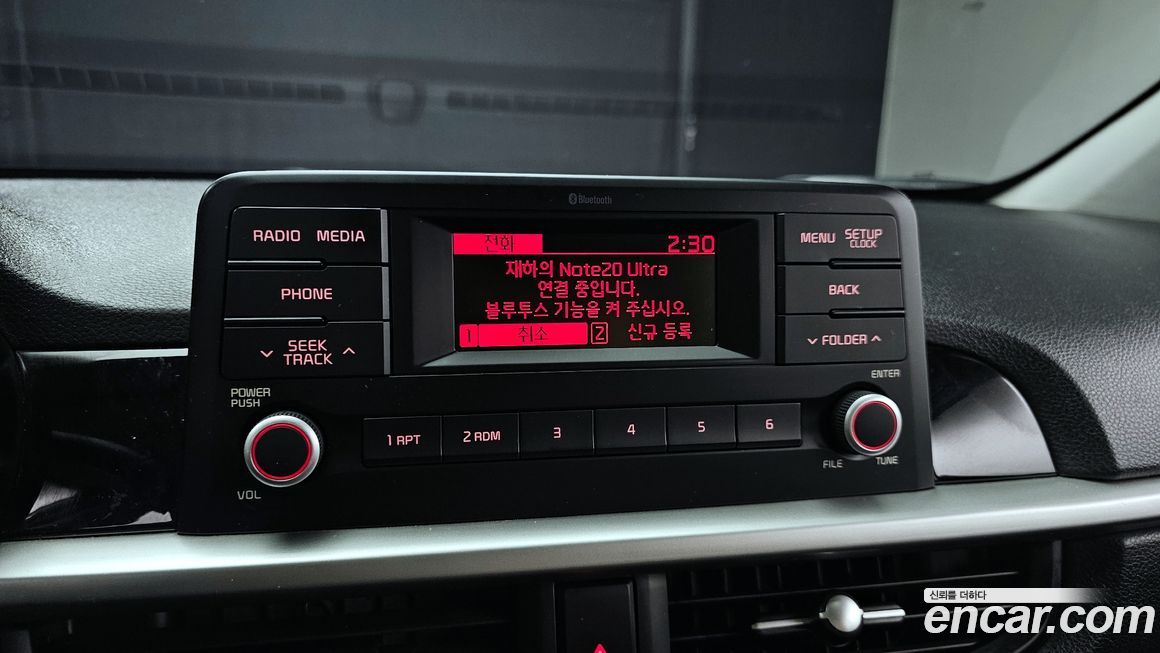 Bluetooth
RADIO MEDIA
PHONE
SEEK
TRACK
전화 2:30
재하의 Note20 Ultra
연결 중입니다.
블루투스 기능을 켜 주십시오.
1 취소 2 신규 등록
MENU SETUP
CLOCK
BACK
FOLDER
POWER
PUSH
VOL
1 RPT 2 RDM 3 4 5 6
ENTER
FILE TUNE
신뢰를 더하다
encar.com